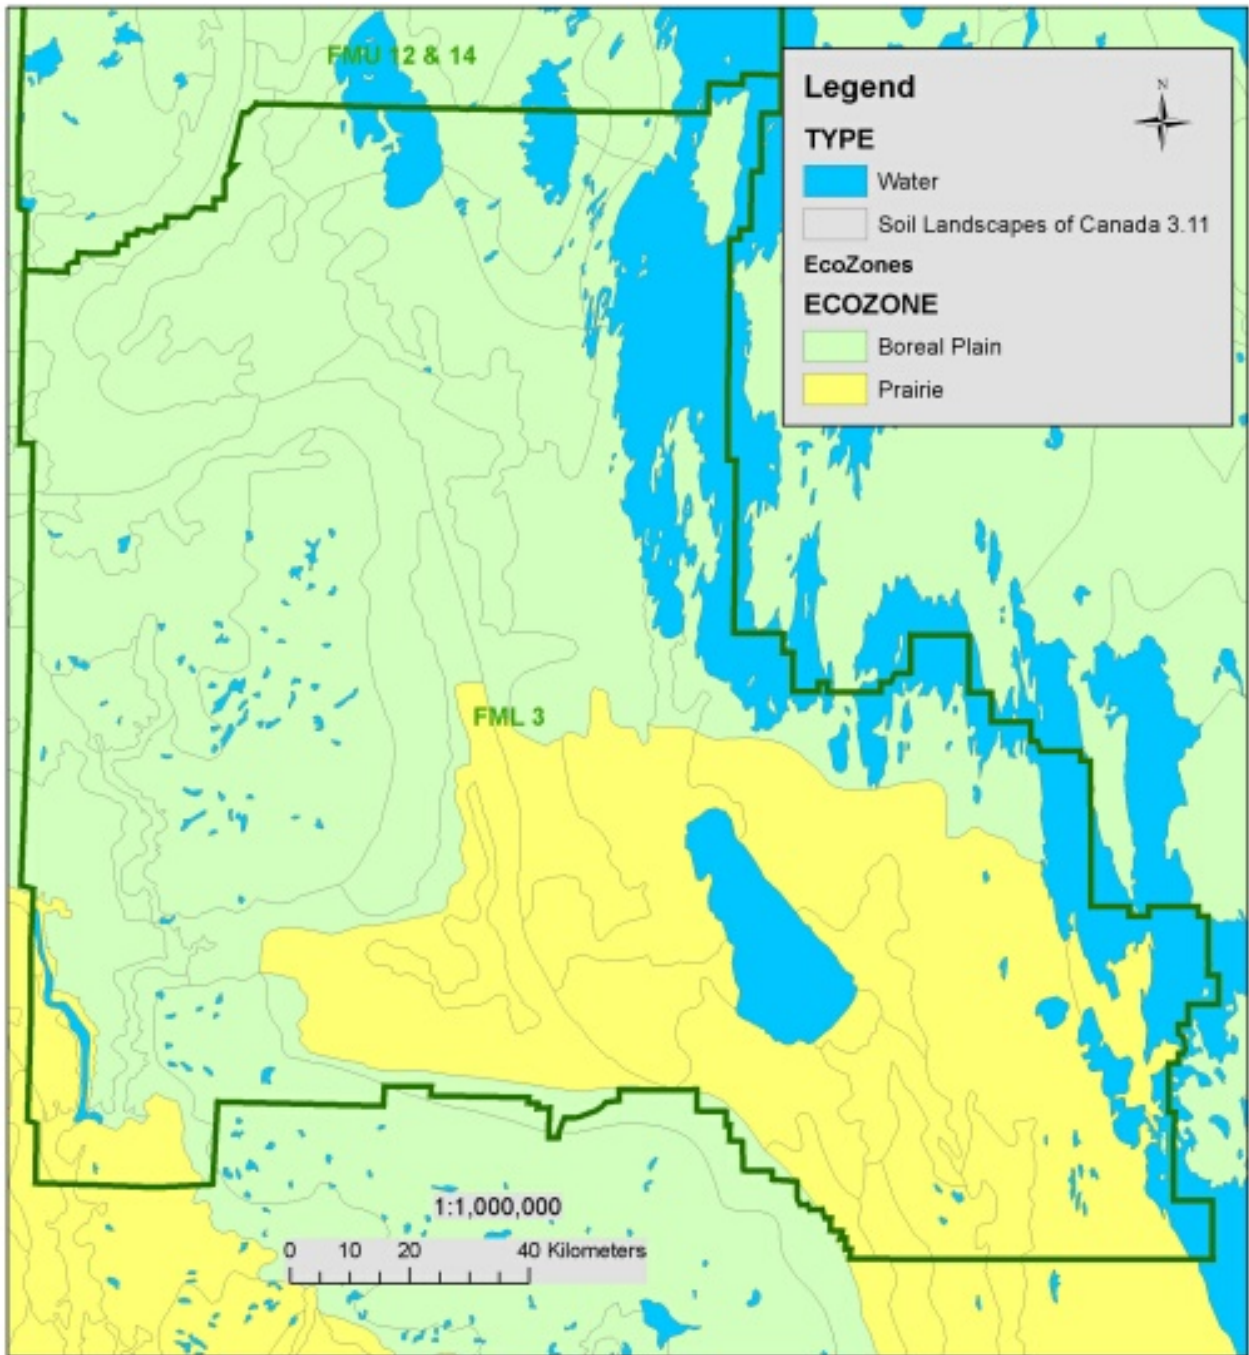 FMU 12 & 14
Legend
N
TYPE
Water
Soil Landscapes of Canada 3.11
EcoZones
ECOZONE
Boreal Plain
Prairie
FML 3
1:1,000,000
0 10 20 40 Kilometers